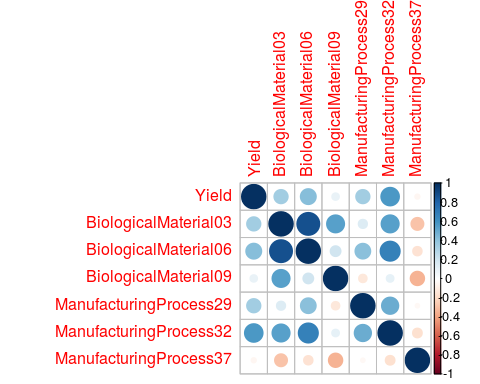 Yield
BiologicalMaterial03
BiologicalMaterial06
BiologicalMaterial09
ManufacturingProcess29
ManufacturingProcess32
ManufacturingProcess37
Yield
BiologicalMaterial03
BiologicalMaterial06
BiologicalMaterial09
ManufacturingProcess29
ManufacturingProcess32
ManufacturingProcess37
1
0.8
0.6
0.4
0.2
0
-0.2
-0.4
-0.6
-0.8
-1